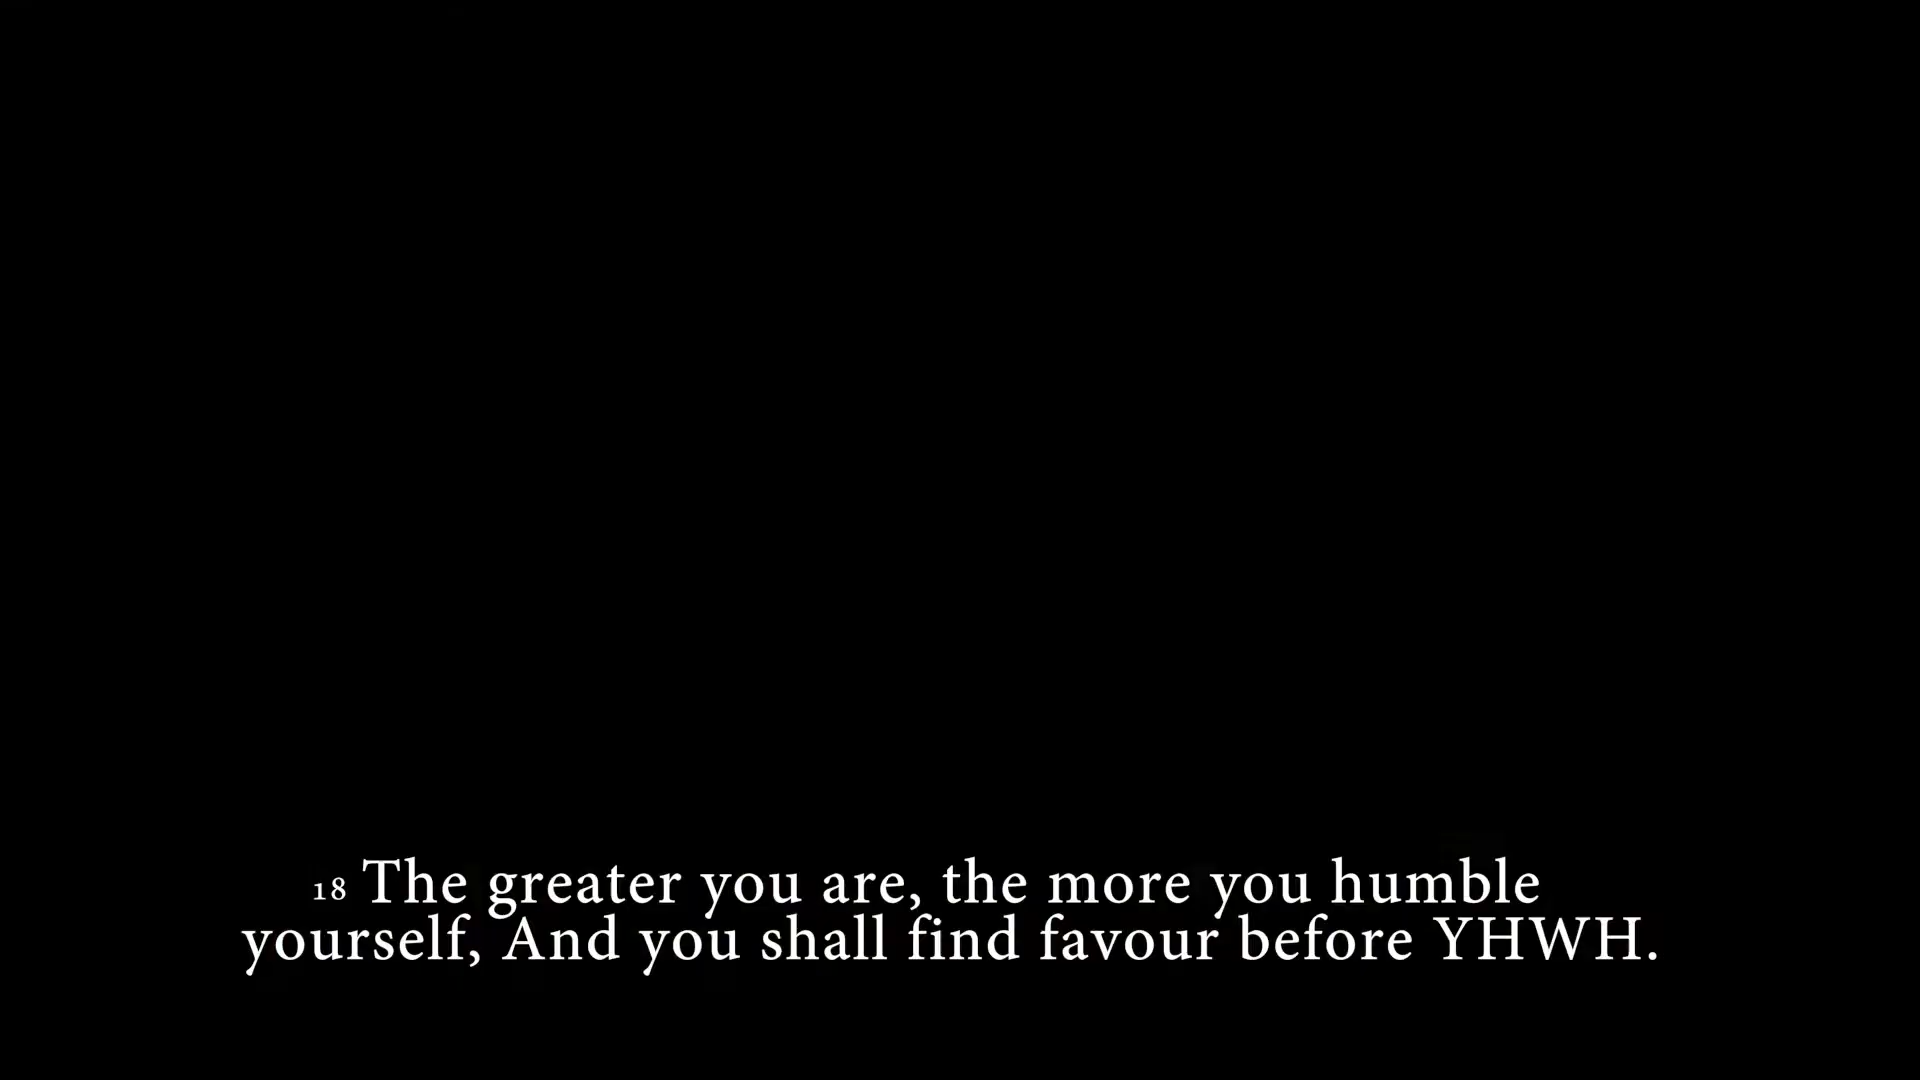 18 The greater you are, the more you humble
yourself, And you shall find favour before YHWH.